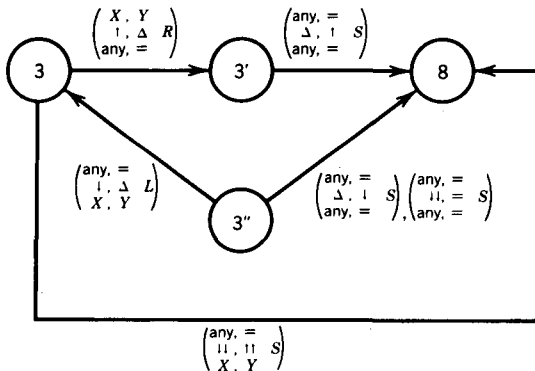 X, Y
↑, Δ R
any, =
any, =
Δ, ↑ S
any, =
3
3′
8
any, =
↓, Δ L
X, Y
3″
any, =
Δ, ↓ S
any, =
,
any, =
↓↓, = S
any, =
any, =
↓↓, ↑↑ S
X, Y